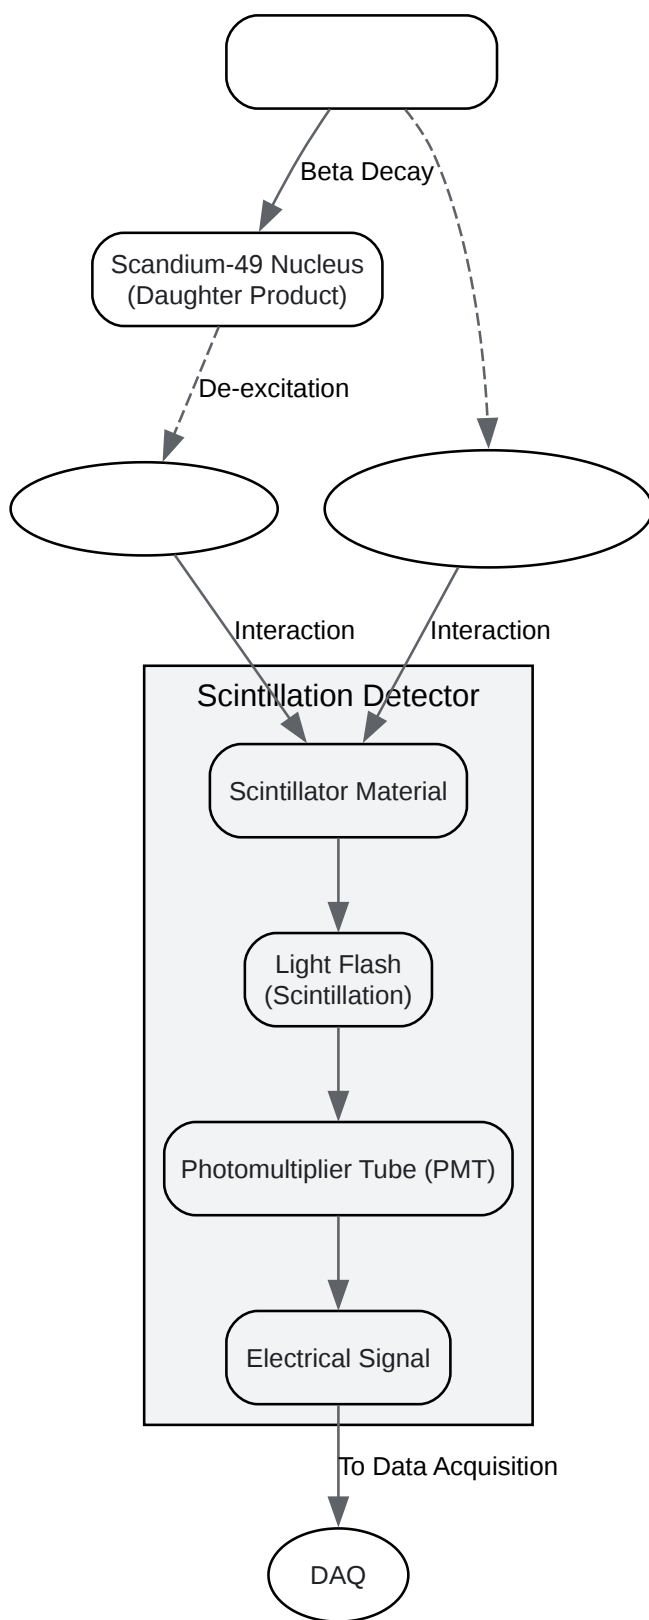 Beta Decay
Scandium-49 Nucleus
(Daughter Product)
De-excitation
Interaction
Interaction
Scintillation Detector
Scintillator Material
Light Flash
(Scintillation)
Photomultiplier Tube (PMT)
Electrical Signal
To Data Acquisition
DAQ